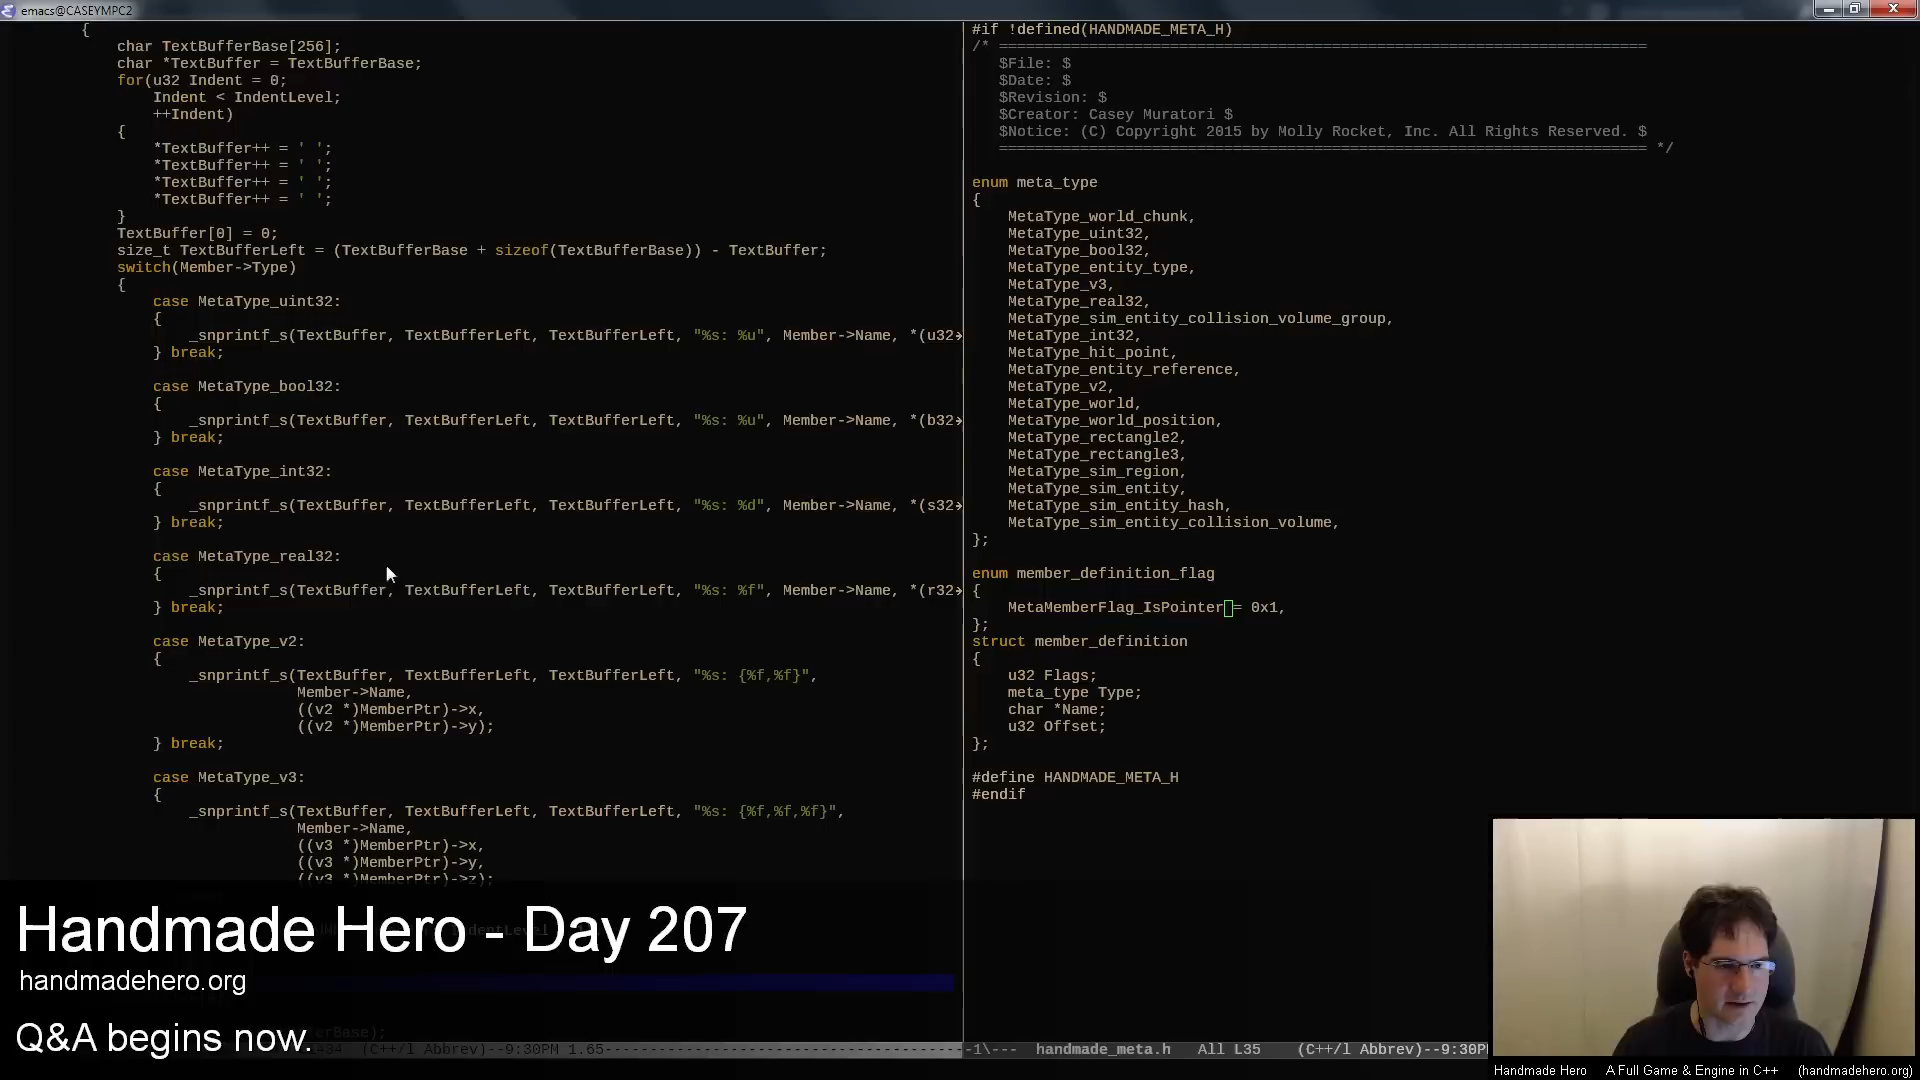 emacs@CASEYMPC2
{
char TextBufferBase[256];
char *TextBuffer = TextBufferBase;
for(u32 Indent = 0;
Indent < IndentLevel;
++Indent)
{
*TextBuffer++ = ' ';
*TextBuffer++ = ' ';
*TextBuffer++ = ' ';
*TextBuffer++ = ' ';
}
TextBuffer[0] = 0;
size_t TextBufferLeft = (TextBufferBase + sizeof(TextBufferBase)) - TextBuffer;
switch(Member->Type)
{
case MetaType_uint32:
{
_snprintf_s(TextBuffer, TextBufferLeft, TextBufferLeft, "%s: %u", Member->Name, *(u32
} break;
case MetaType_bool32:
{
_snprintf_s(TextBuffer, TextBufferLeft, TextBufferLeft, "%s: %u", Member->Name, *(b32
} break;
case MetaType_int32:
{
_snprintf_s(TextBuffer, TextBufferLeft, TextBufferLeft, "%s: %d", Member->Name, *(s32
} break;
case MetaType_real32:
{
_snprintf_s(TextBuffer, TextBufferLeft, TextBufferLeft, "%s: %f", Member->Name, *(r32
} break;
case MetaType_v2:
{
_snprintf_s(TextBuffer, TextBufferLeft, TextBufferLeft, "%s: {%f,%f}",
Member->Name,
((v2 *)MemberPtr)->x,
((v2 *)MemberPtr)->y);
} break;
case MetaType_v3:
{
_snprintf_s(TextBuffer, TextBufferLeft, TextBufferLeft, "%s: {%f,%f,%f}",
Member->Name,
((v3 *)MemberPtr)->x,
((v3 *)MemberPtr)->y,
((v3 *)MemberPtr)->z);
#if !defined(HANDMADE_META_H)
/* ========================================================================
$File: $
$Date: $
$Revision: $
$Creator: Casey Muratori $
$Notice: (C) Copyright 2015 by Molly Rocket, Inc. All Rights Reserved. $
======================================================================== */
enum meta_type
{
MetaType_world_chunk,
MetaType_uint32,
MetaType_bool32,
MetaType_entity_type,
MetaType_v3,
MetaType_real32,
MetaType_sim_entity_collision_volume_group,
MetaType_int32,
MetaType_hit_point,
MetaType_entity_reference,
MetaType_v2,
MetaType_world,
MetaType_world_position,
MetaType_rectangle2,
MetaType_rectangle3,
MetaType_sim_region,
MetaType_sim_entity,
MetaType_sim_entity_hash,
MetaType_sim_entity_collision_volume,
};
enum member_definition_flag
{
MetaMemberFlag_IsPointer = 0x1,
};
struct member_definition
{
u32 Flags;
meta_type Type;
char *Name;
u32 Offset;
};
#define HANDMADE_META_H
#endif
Handmade Hero - Day 207
handmadehero.org
Q&A begins now.
(C++/l Abbrev)--9:30PM 1.65
-1\--- handmade_meta.h All L35 (C++/l Abbrev)--9:30P
Handmade Hero A Full Game & Engine in C++ (handmadehero.org)